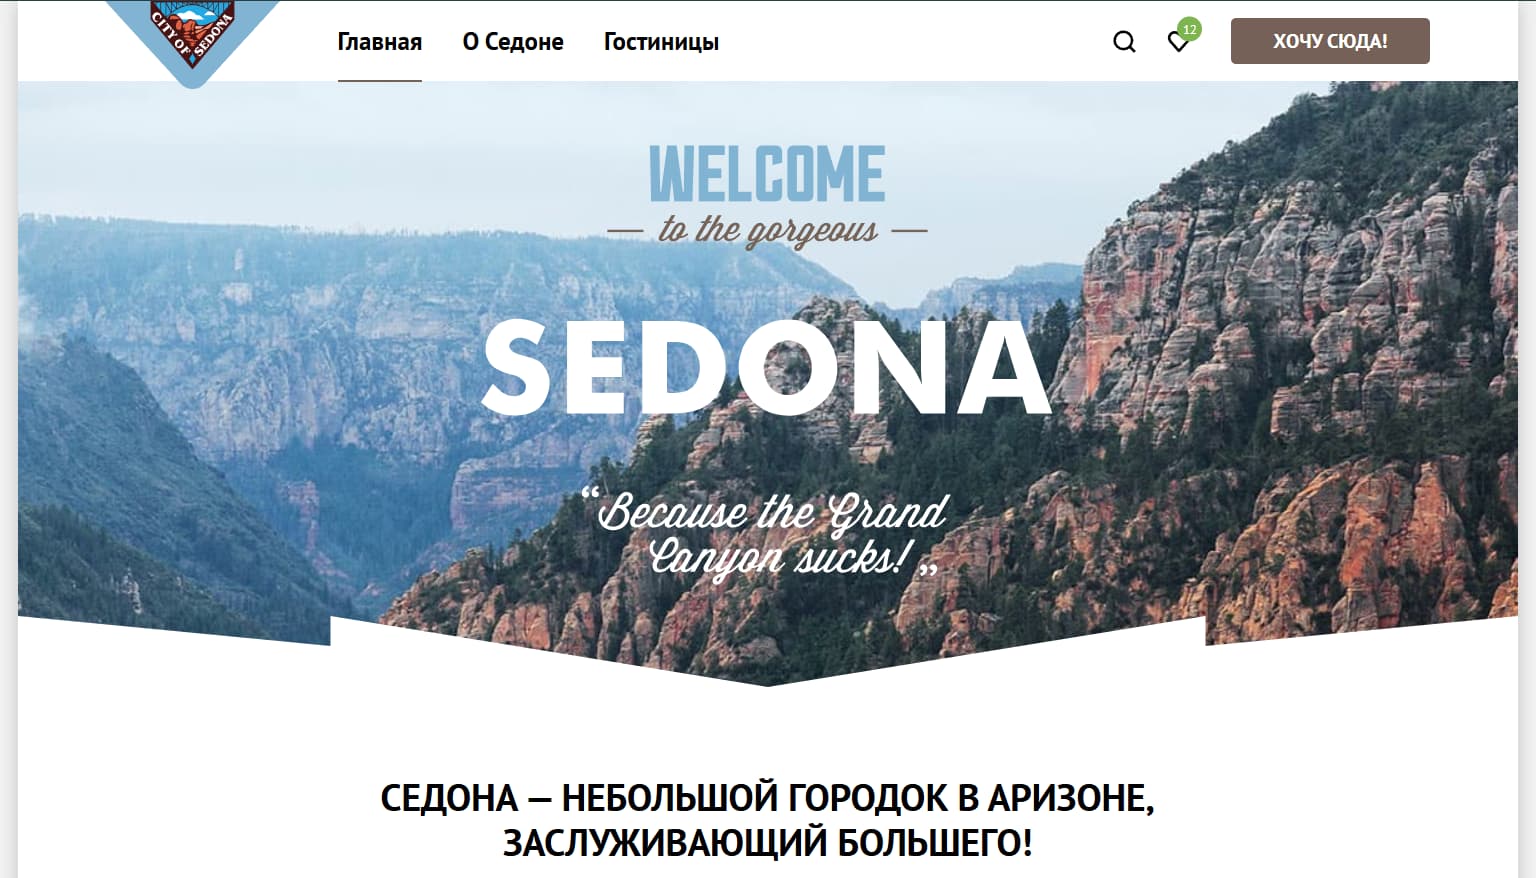 CITY OF SEDONA
Главная
О Седоне
Гостиницы
12
ХОЧУ СЮДА!
WELCOME
— to the gorgeous —
SEDONA
“Because the Grand
Canyon sucks! „
СЕДОНА — НЕБОЛЬШОЙ ГОРОДОК В АРИЗОНЕ,
ЗАСЛУЖИВАЮЩИЙ БОЛЬШЕГО!